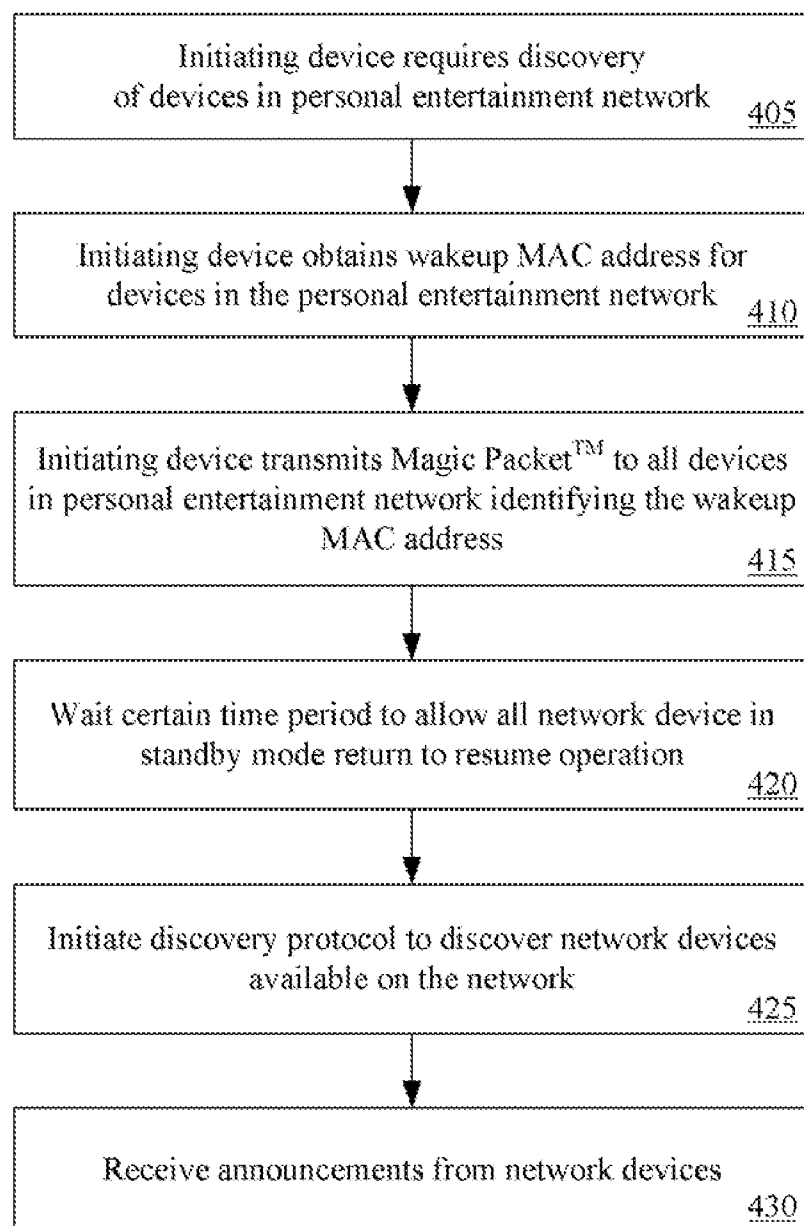 Initiating device requires discovery
of devices in personal entertainment network
405
Initiating device obtains wakeup MAC address for
devices in the personal entertainment network
410
Initiating device transmits Magic Packet™ to all devices
in personal entertainment network identifying the wakeup
MAC address
415
Wait certain time period to allow all network device in
standby mode return to resume operation
420
Initiate discovery protocol to discover network devices
available on the network
425
Receive announcements from network devices
430